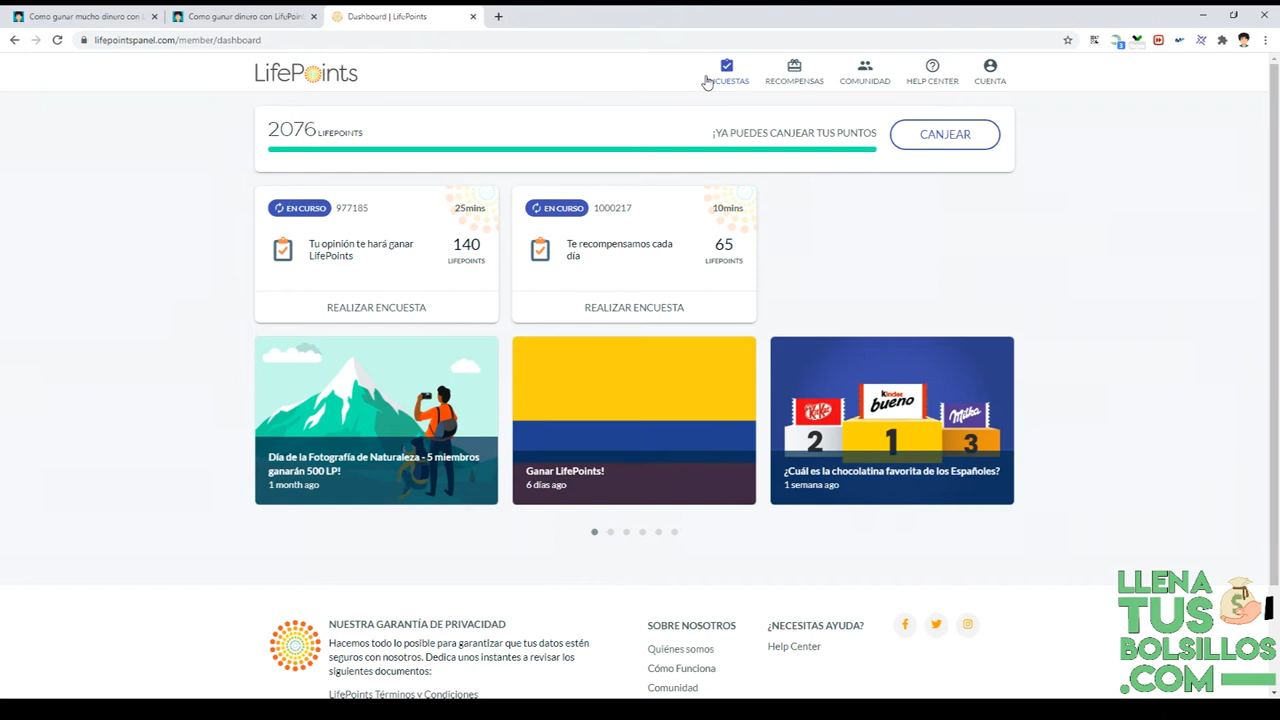 Como ganar mucho dinero con L
Como ganar dinero con LifePoint
Dashboard | LifePoints
lifepointspanel.com/member/dashboard
LifePoints
ENCUESTAS
RECOMPENSAS
COMUNIDAD
HELP CENTER
CUENTA
2076 LIFEPOINTS
¡YA PUEDES CANJEAR TUS PUNTOS
CANJEAR
EN CURSO 977185 25mins
Tu opinión te hará ganar
LifePoints
140
LIFEPOINTS
REALIZAR ENCUESTA
EN CURSO 1000217 10mins
Te recompensamos cada
día
65
LIFEPOINTS
REALIZAR ENCUESTA
Día de la Fotografía de Naturaleza - 5 miembros
ganarán 500 LP!
1 month ago
Ganar LifePoints!
6 días ago
KitKat
kinder
bueno
Milka
2
1
3
¿Cuál es la chocolatina favorita de los Españoles?
1 semana ago
NUESTRA GARANTÍA DE PRIVACIDAD
Hacemos todo lo posible para garantizar que tus datos estén
seguros con nosotros. Dedica unos instantes a revisar los
siguientes documentos:
LifePoints Términos y Condiciones
SOBRE NOSOTROS
Quiénes somos
Cómo Funciona
Comunidad
¿NECESITAS AYUDA?
Help Center
LLENA
TUS
BOLSILLOS
.COM